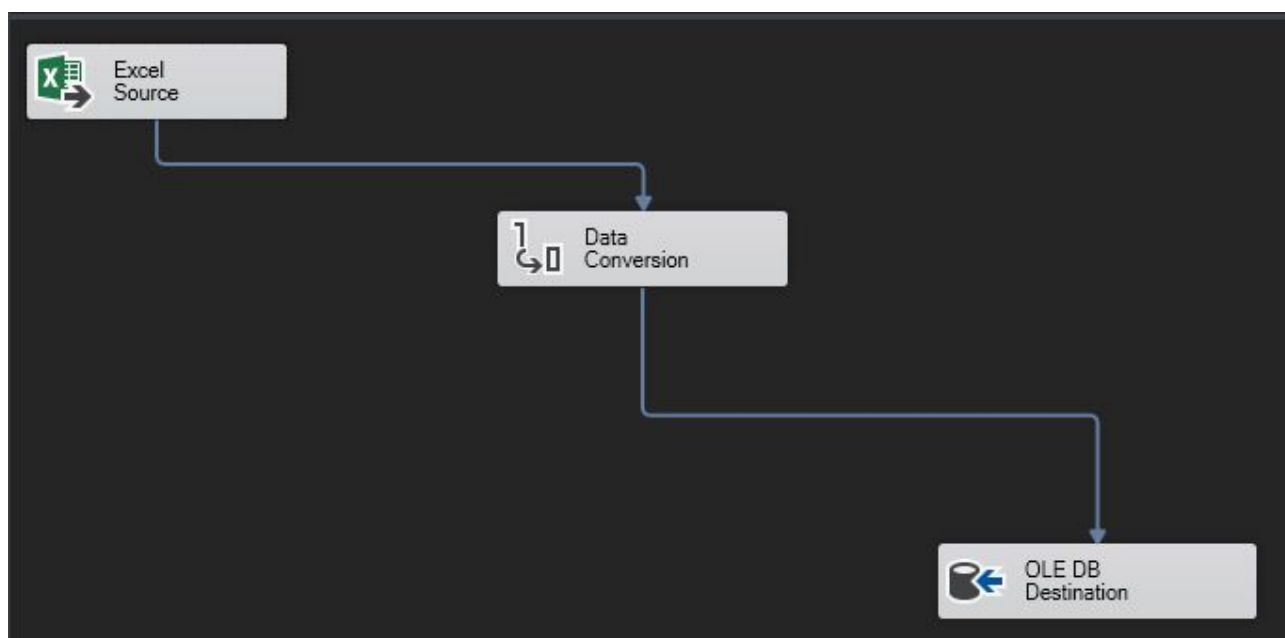 Excel
Source
Data
Conversion
OLE DB
Destination